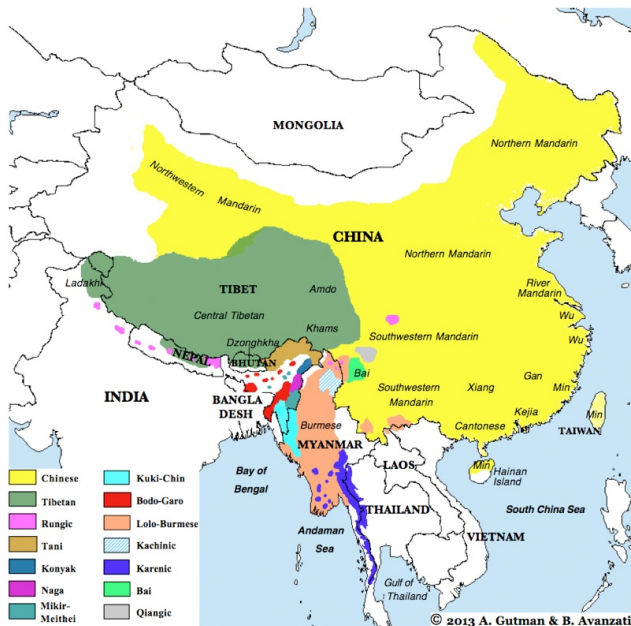 MONGOLIA
Northern Mandarin
Northwestern
Mandarin
CHINA
Northern Mandarin
Ladakhi
TIBET
Amdo
River
Mandarin
Central Tibetan
Wu
Khams
Dzonghkha
Southwestern Mandarin
Wu
NEPAL
BHUTAN
Bai
Gan
INDIA
Southwestern
Mandarin
Xiang
Min
BANGLA
DESH
Kejia
Min
Burmese
Cantonese
TAIWAN
MYANMAR
Min
Hainan
Island
LAOS
Bay of
Bengal
THAILAND
South China Sea
Andaman
Sea
VIETNAM
Gulf of
Thailand
Chinese
Tibetan
Rungic
Tani
Konyak
Naga
Mikir-
Meithei
Kuki-Chin
Bodo-Garo
Lolo-Burmese
Kachinic
Karenic
Bai
Qiangic
© 2013 A. Gutman & B. Avanzati